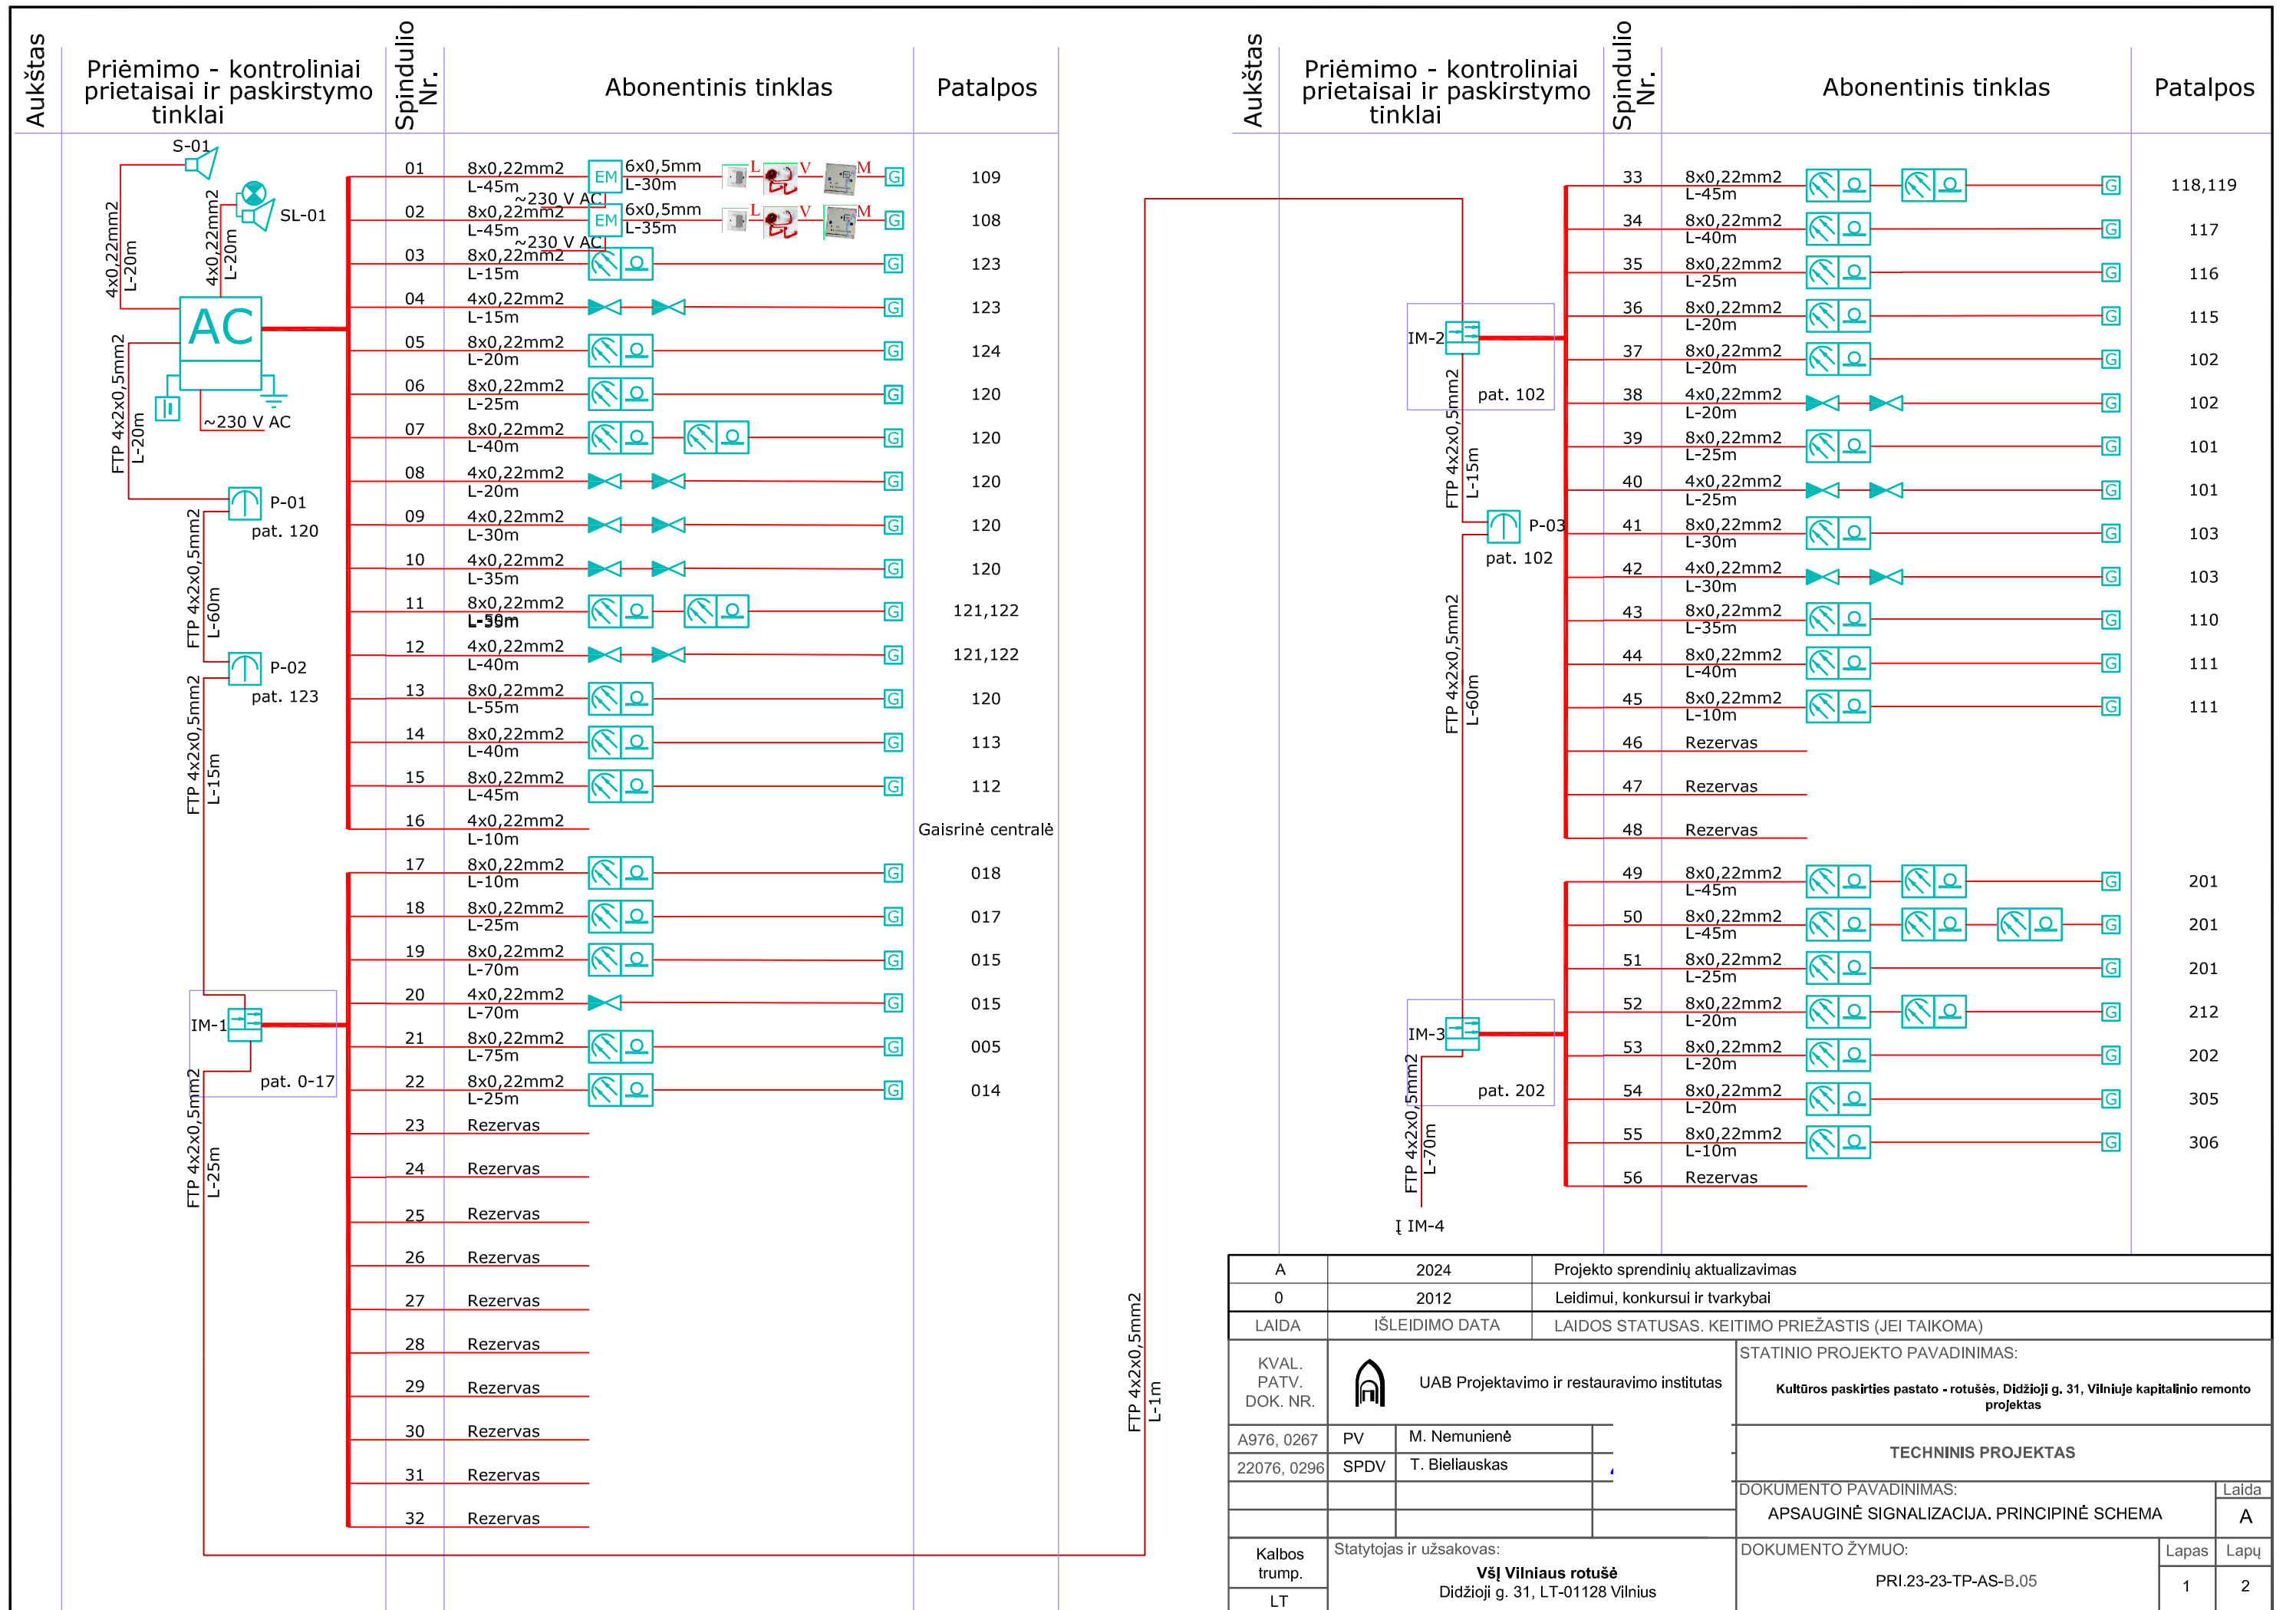 Aukštas
Priėmimo - kontroliniai
prietaisai ir paskirstymo
tinklai
Spindulio
Nr.
Abonentinis tinklas
Patalpos
S-01
SL-01
4x0,22mm2
L-20m
4x0,22mm2
L-20m
AC
~230 V AC
FTP 4x2x0,5mm2
L-20m
P-01
pat. 120
FTP 4x2x0,5mm2
L-60m
P-02
pat. 123
FTP 4x2x0,5mm2
L-15m
IM-1
pat. 0-17
FTP 4x2x0,5mm2
L-25m
01 8x0,22mm2 EM 6x0,5mm L V M G 109
L-45m L-30m
~230 V AC
02 8x0,22mm2 EM 6x0,5mm L V M G 108
L-45m L-35m
~230 V AC
03 8x0,22mm2 G 123
L-15m
04 4x0,22mm2 G 123
L-15m
05 8x0,22mm2 G 124
L-20m
06 8x0,22mm2 G 120
L-25m
07 8x0,22mm2 G 120
L-40m
08 4x0,22mm2 G 120
L-20m
09 4x0,22mm2 G 120
L-30m
10 4x0,22mm2 G 120
L-35m
11 8x0,22mm2 G 121,122
12 4x0,22mm2 G 121,122
L-40m
13 8x0,22mm2 G 120
L-55m
14 8x0,22mm2 G 113
L-40m
15 8x0,22mm2 G 112
L-45m
16 4x0,22mm2 Gaisrinė centralė
L-10m
17 8x0,22mm2 G 018
L-10m
18 8x0,22mm2 G 017
L-25m
19 8x0,22mm2 G 015
L-70m
20 4x0,22mm2 G 015
L-70m
21 8x0,22mm2 G 005
L-75m
22 8x0,22mm2 G 014
L-25m
23 Rezervas
24 Rezervas
25 Rezervas
26 Rezervas
27 Rezervas
28 Rezervas
29 Rezervas
30 Rezervas
31 Rezervas
32 Rezervas
FTP 4x2x0,5mm2
L-1m
Aukštas
Priėmimo - kontroliniai
prietaisai ir paskirstymo
tinklai
Spindulio
Nr.
Abonentinis tinklas
Patalpos
IM-2
pat. 102
FTP 4x2x0,5mm2
L-15m
P-03
pat. 102
FTP 4x2x0,5mm2
L-60m
IM-3
pat. 202
FTP 4x2x0,5mm2
L-70m
Į IM-4
33 8x0,22mm2 G 118,119
L-45m
34 8x0,22mm2 G 117
L-40m
35 8x0,22mm2 G 116
L-25m
36 8x0,22mm2 G 115
L-20m
37 8x0,22mm2 G 102
L-20m
38 4x0,22mm2 G 102
L-20m
39 8x0,22mm2 G 101
L-25m
40 4x0,22mm2 G 101
L-25m
41 8x0,22mm2 G 103
L-30m
42 4x0,22mm2 G 103
L-30m
43 8x0,22mm2 G 110
L-35m
44 8x0,22mm2 G 111
L-40m
45 8x0,22mm2 G 111
L-10m
46 Rezervas
47 Rezervas
48 Rezervas
49 8x0,22mm2 G 201
L-45m
50 8x0,22mm2 G 201
L-45m
51 8x0,22mm2 G 201
L-25m
52 8x0,22mm2 G 212
L-20m
53 8x0,22mm2 G 202
L-20m
54 8x0,22mm2 G 305
L-20m
55 8x0,22mm2 G 306
L-10m
56 Rezervas
A 2024 Projekto sprendinių aktualizavimas
0 2012 Leidimui, konkursui ir tvarkybai
LAIDA IŠLEIDIMO DATA LAIDOS STATUSAS. KEITIMO PRIEŽASTIS (JEI TAIKOMA)
KVAL.
PATV.
DOK. NR.
UAB Projektavimo ir restauravimo institutas
STATINIO PROJEKTO PAVADINIMAS:
Kultūros paskirties pastato - rotušės, Didžioji g. 31, Vilniuje kapitalinio remonto
projektas
A976, 0267 PV M. Nemunienė
22076, 0296 SPDV T. Bieliauskas
TECHNINIS PROJEKTAS
DOKUMENTO PAVADINIMAS:
APSAUGINĖ SIGNALIZACIJA. PRINCIPINĖ SCHEMA
Laida
A
Kalbos
trump.
LT
Statytojas ir užsakovas:
VšĮ Vilniaus rotušė
Didžioji g. 31, LT-01128 Vilnius
DOKUMENTO ŽYMUO:
PRI.23-23-TP-AS-B.05
Lapas Lapų
1 2